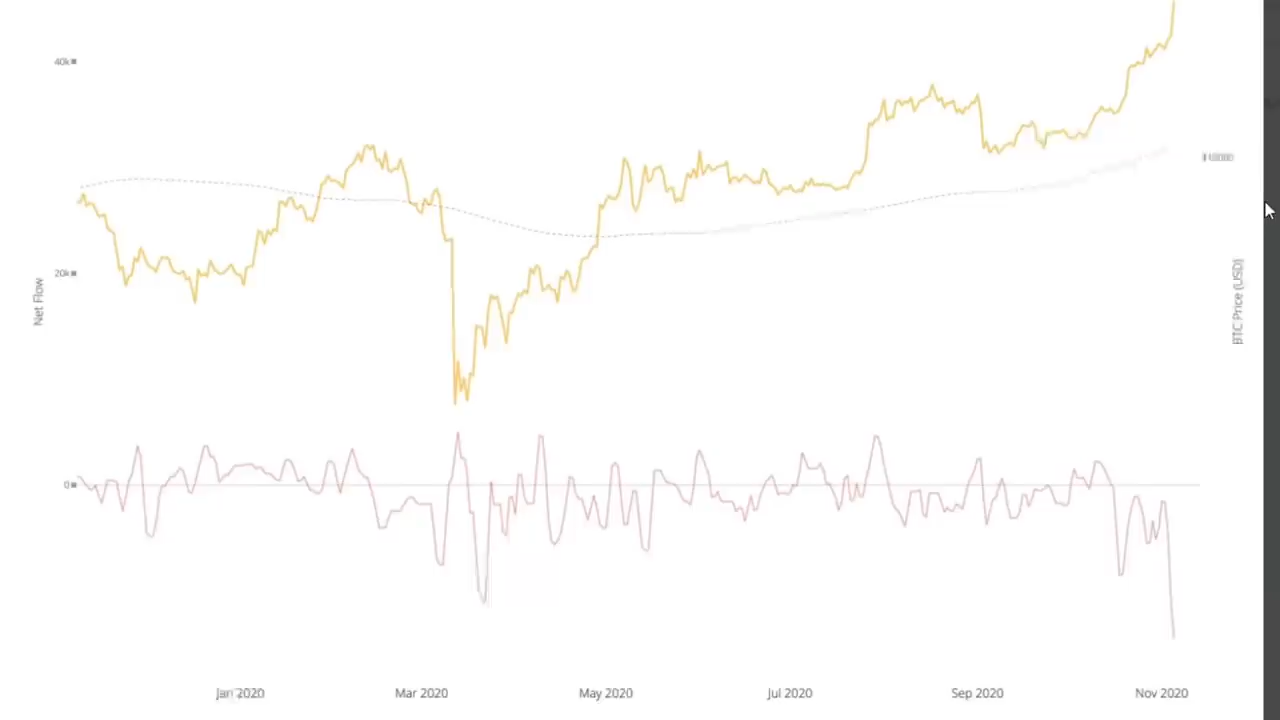 40k
20k
0
Net Flow
BTC Price (USD)
Jan 2020
Mar 2020
May 2020
Jul 2020
Sep 2020
Nov 2020